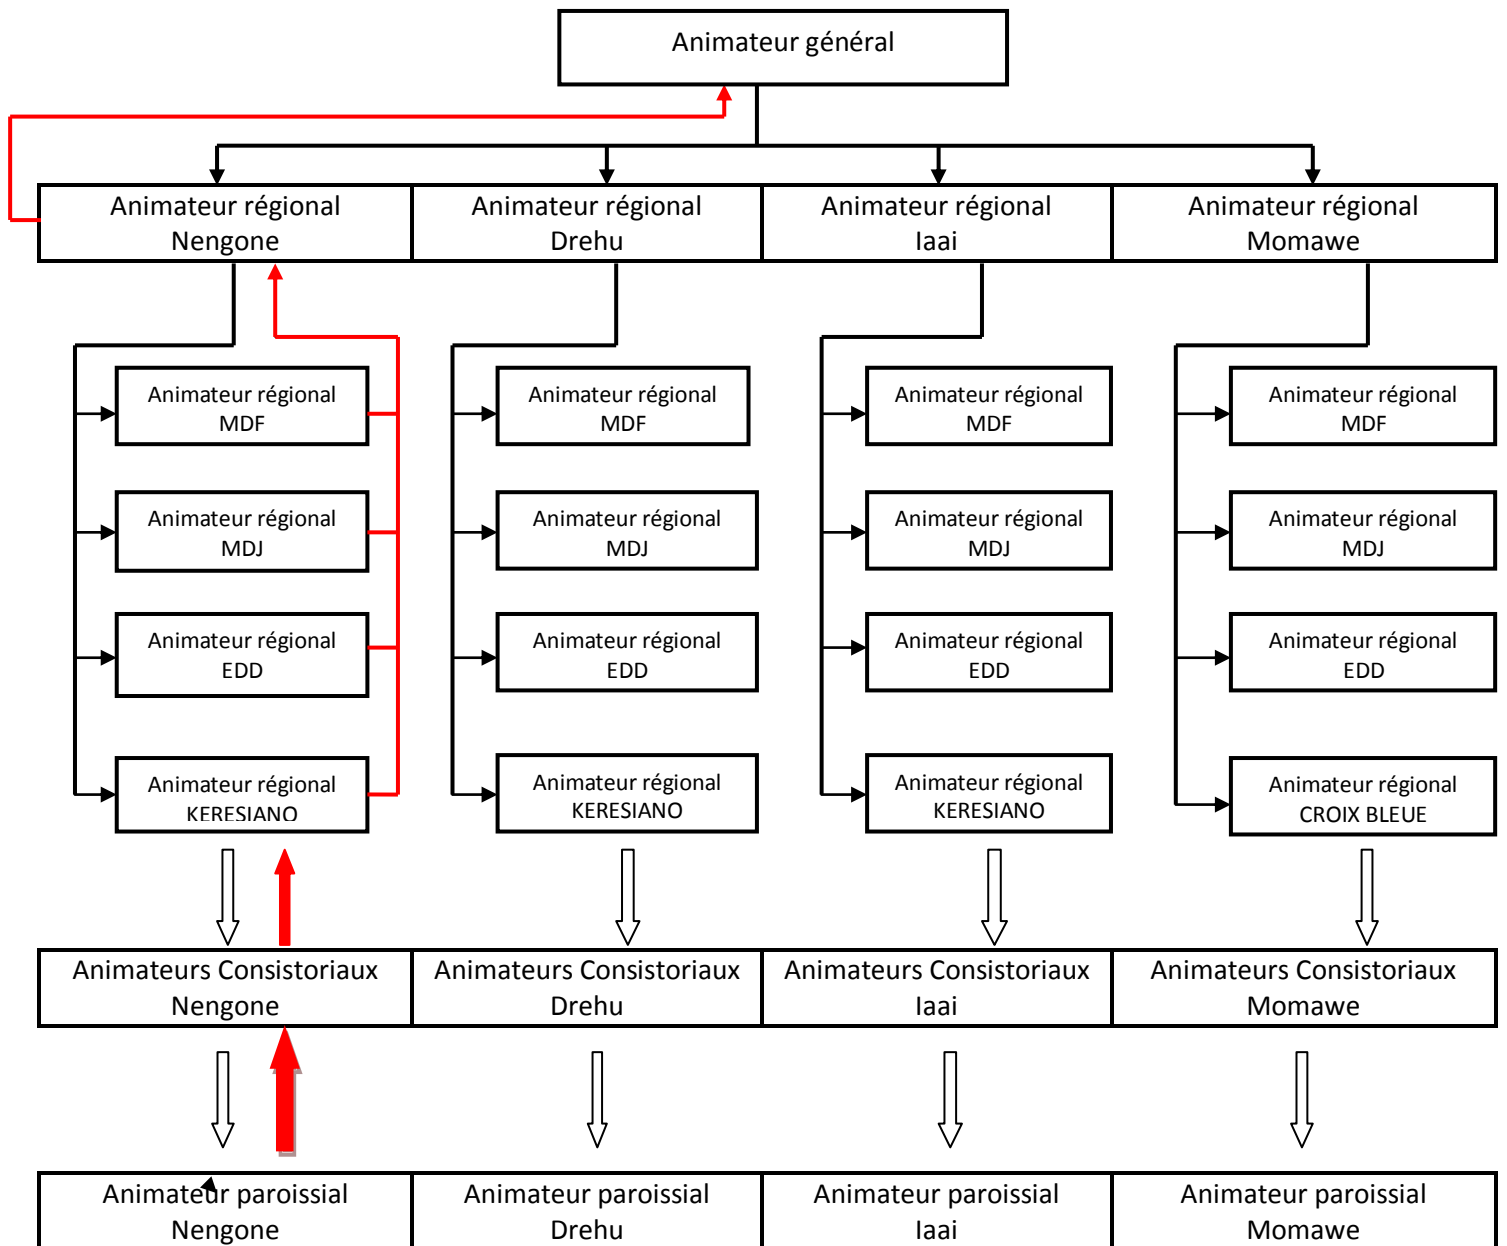 Animateur général
Animateur régional
Nengone
Animateur régional
Drehu
Animateur régional
Iaai
Animateur régional
Momawe
Animateur régional
MDF
Animateur régional
MDF
Animateur régional
MDF
Animateur régional
MDF
Animateur régional
MDJ
Animateur régional
MDJ
Animateur régional
MDJ
Animateur régional
MDJ
Animateur régional
EDD
Animateur régional
EDD
Animateur régional
EDD
Animateur régional
EDD
Animateur régional
KERESIANO
Animateur régional
KERESIANO
Animateur régional
KERESIANO
Animateur régional
CROIX BLEUE
Animateurs Consistoriaux
Nengone
Animateurs Consistoriaux
Drehu
Animateurs Consistoriaux
Iaai
Animateurs Consistoriaux
Momawe
Animateur paroissial
Nengone
Animateur paroissial
Drehu
Animateur paroissial
Iaai
Animateur paroissial
Momawe